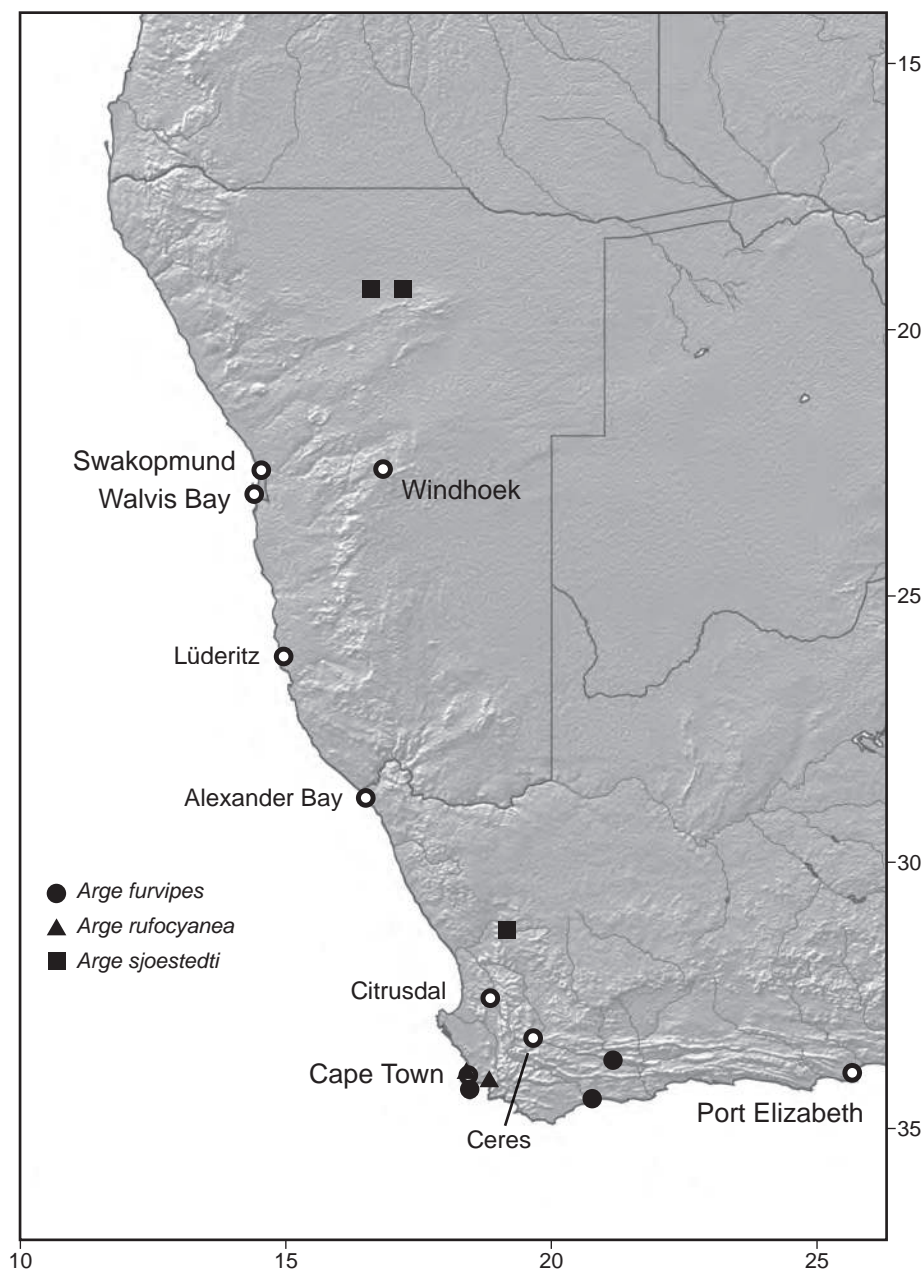 15
20
Swakopmund
Walvis Bay
Windhoek
25
Lüderitz
Alexander Bay
30
Arge furvipes
Arge rufocyanea
Arge sjoestedti
Citrusdal
Cape Town
Port Elizabeth
Ceres
35
10
15
20
25